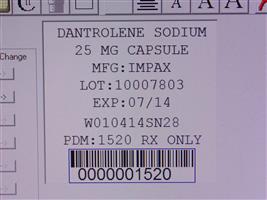 Change
DANTROLENE SODIUM
25 MG CAPSULE
MFG:IMPAX
LOT:10007803
EXP:07/14
W010414SN28
PDM:1520 RX ONLY
0000001520